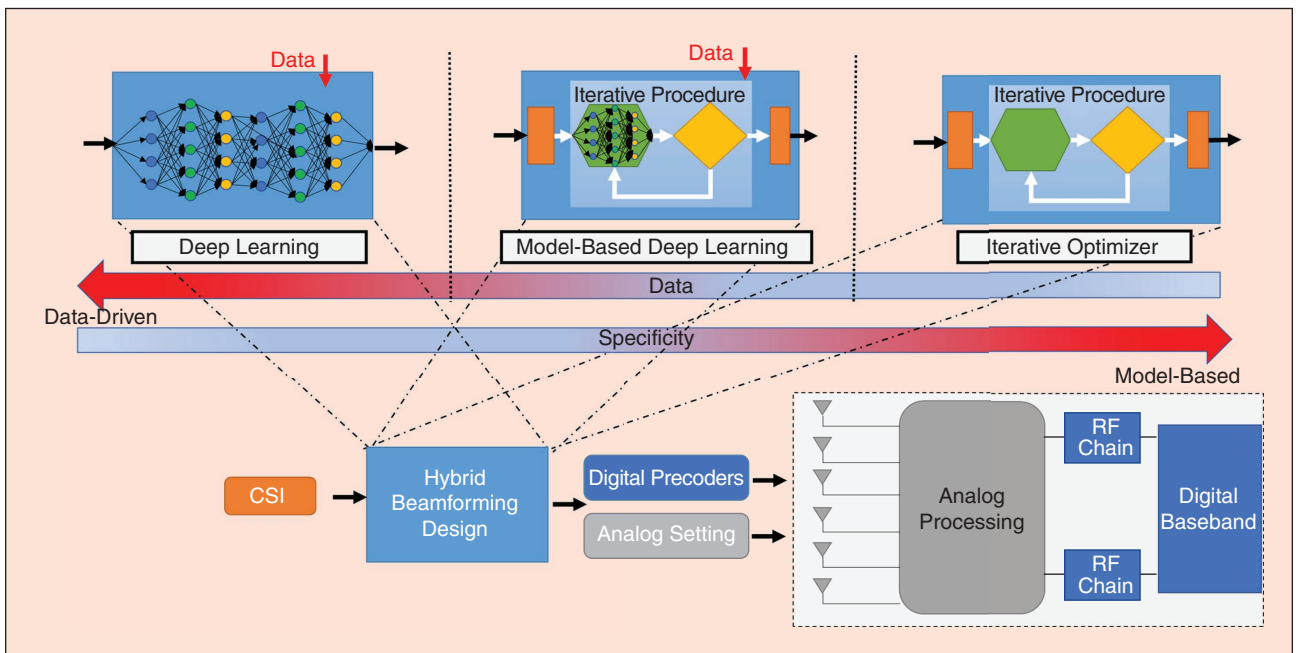 Data
Data
Iterative Procedure
Iterative Procedure
Deep Learning
Model-Based Deep Learning
Iterative Optimizer
Data
Data-Driven
Specificity
Model-Based
CSI
Hybrid
Beamforming
Design
Digital Precoders
Analog Setting
Analog
Processing
RF
Chain
RF
Chain
Digital
Baseband